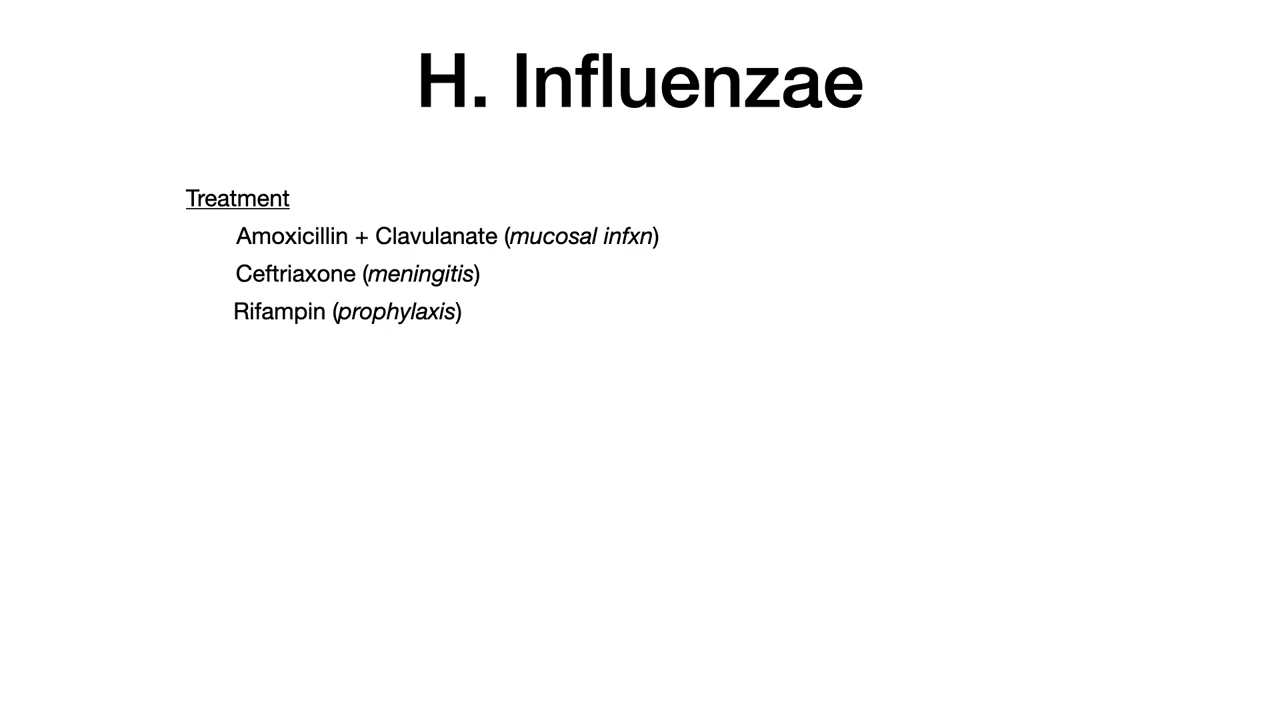 H. Influenzae
Treatment
Amoxicillin + Clavulanate (mucosal infxn)
Ceftriaxone (meningitis)
Rifampin (prophylaxis)